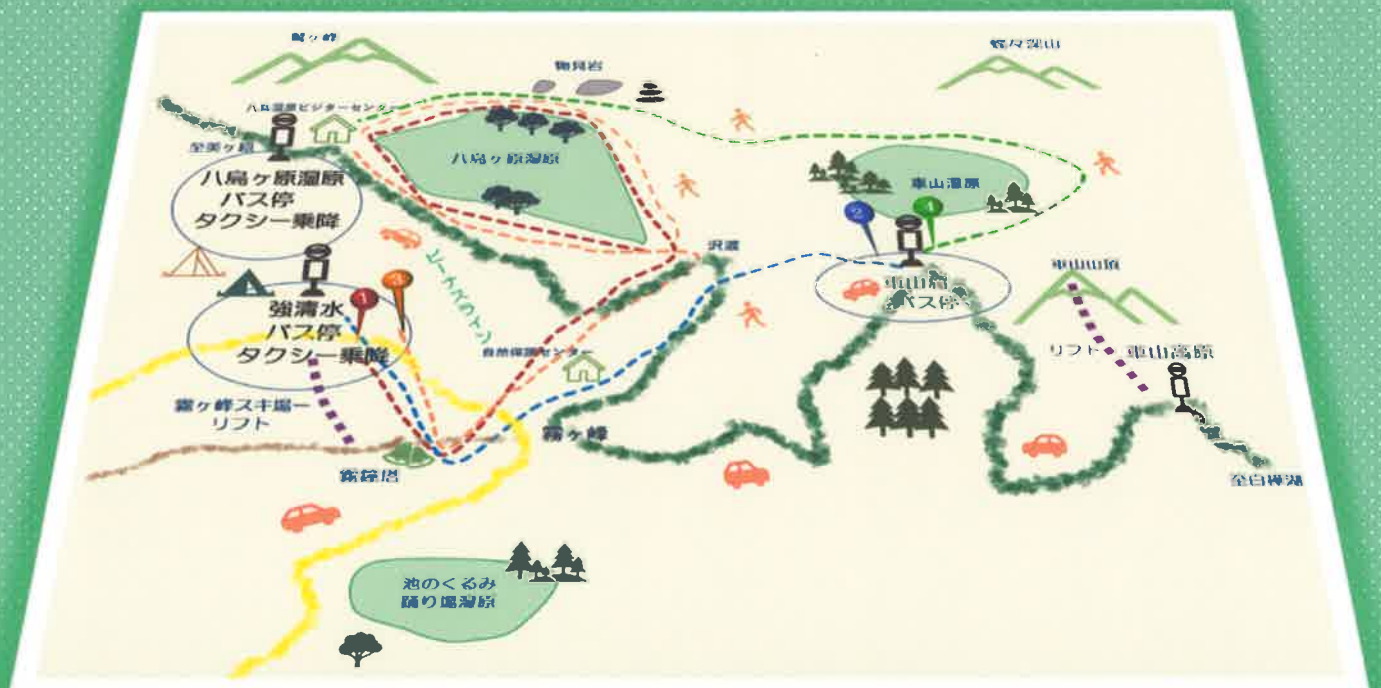 鷲ヶ峰
蝶々深山
物見岩
八島湿原ビジターセンター
至美ヶ原
八島ヶ原湿原
バス停
タクシー乗降
八島ヶ原湿原
車山湿原
2
1
沢渡
車山肩
バス停
車山山頂
リフト
車山高原
至白樺湖
ビーナスライン
強清水
バス停
タクシー乗降
1
3
自然保護センター
霧ヶ峰スキ場ー
リフト
霧ヶ峰
池のくるみ
踊り場湿原